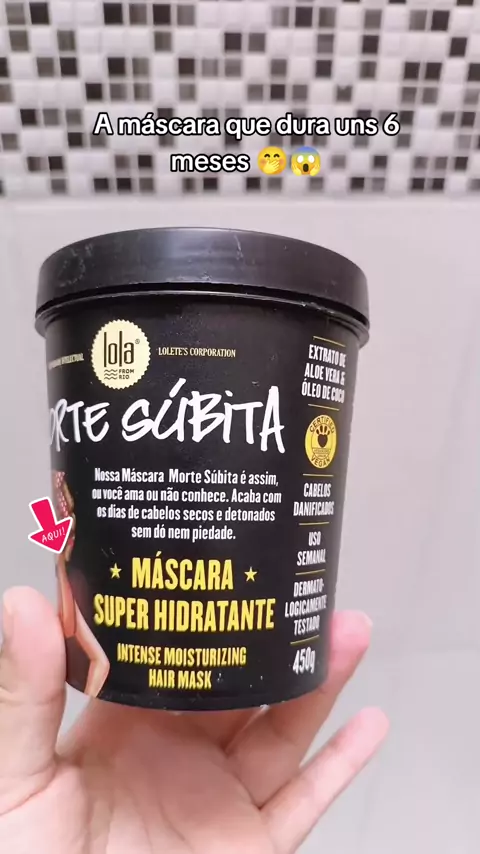 A máscara que dura uns 6
meses 🤭😱
lola®
FROM
RIO
LOLETE'S CORPORATION
ORTE SÚBITA
Nossa Máscara Morte Súbita é assim,
ou você ama ou não conhece. Acaba com
os dias de cabelos secos e detonados
sem dó nem piedade.
★ MÁSCARA ★
SUPER HIDRATANTE
INTENSE MOISTURIZING
HAIR MASK
EXTRATO DE
ALOE VERA &
ÓLEO DE COCO
CERTIFIED
VEGAN
CABELOS
DANIFICADOS
USO
SEMANAL
DERMATO-
LOGICAMENTE
TESTADO
450g
AQUI!